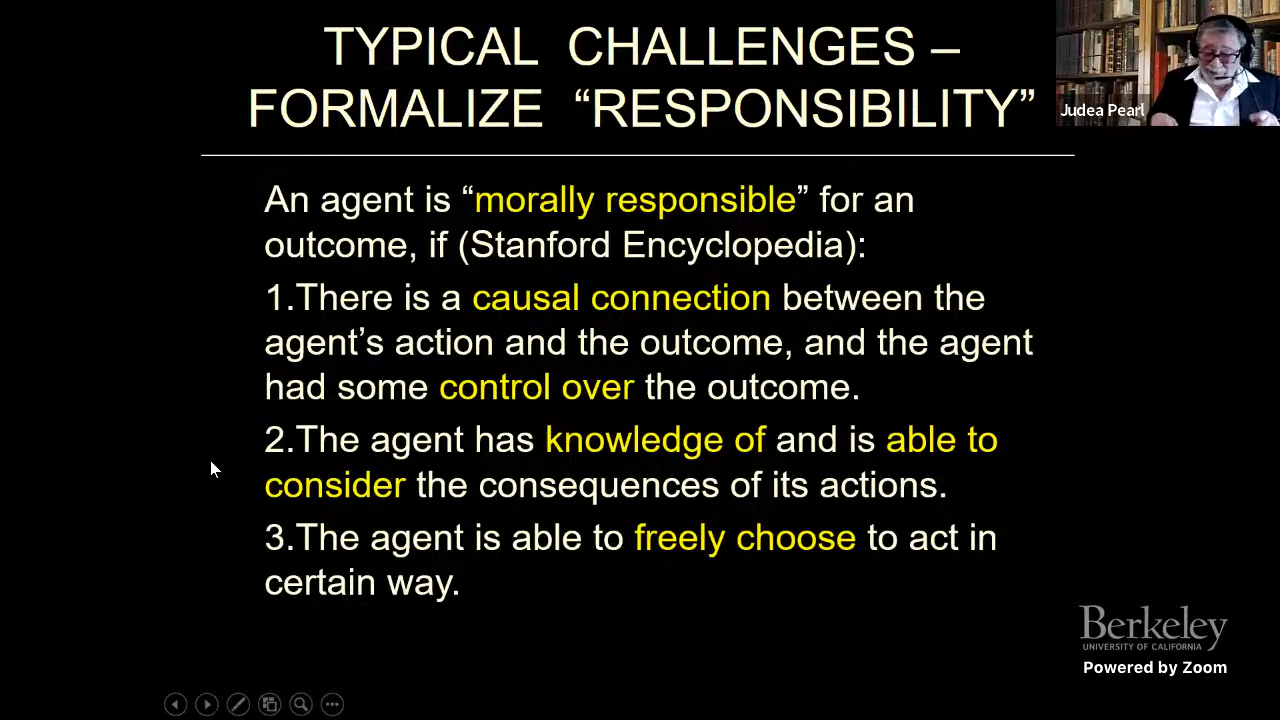 TYPICAL CHALLENGES –
FORMALIZE “RESPONSIBILITY”
Judea Pearl
An agent is “morally responsible” for an
outcome, if (Stanford Encyclopedia):
1.There is a causal connection between the
agent’s action and the outcome, and the agent
had some control over the outcome.
2.The agent has knowledge of and is able to
consider the consequences of its actions.
3.The agent is able to freely choose to act in
certain way.
Berkeley
UNIVERSITY OF CALIFORNIA
Powered by Zoom